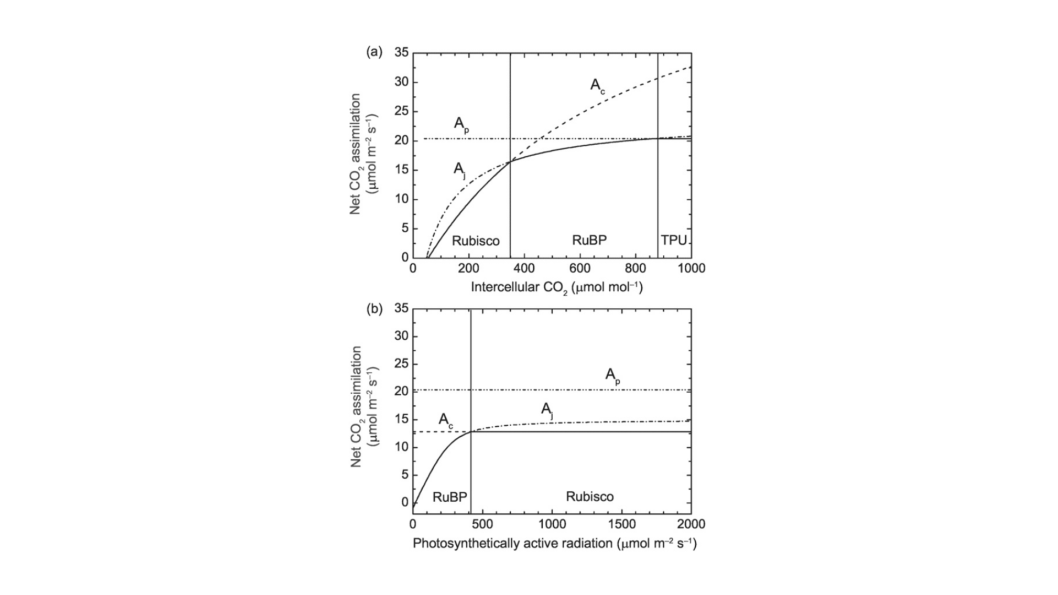 (a)
35
30
25
20
15
10
5
0
Net CO2 assimilation
(μmol m–2 s–1)
Ac
Ap
Aj
Rubisco
RuBP
TPU
0 200 400 600 800 1000
Intercellular CO2 (μmol mol–1)
(b)
35
30
25
20
15
10
5
0
Net CO2 assimilation
(μmol m–2 s–1)
Ap
Aj
Ac
RuBP
Rubisco
0 500 1000 1500 2000
Photosynthetically active radiation (μmol m–2 s–1)